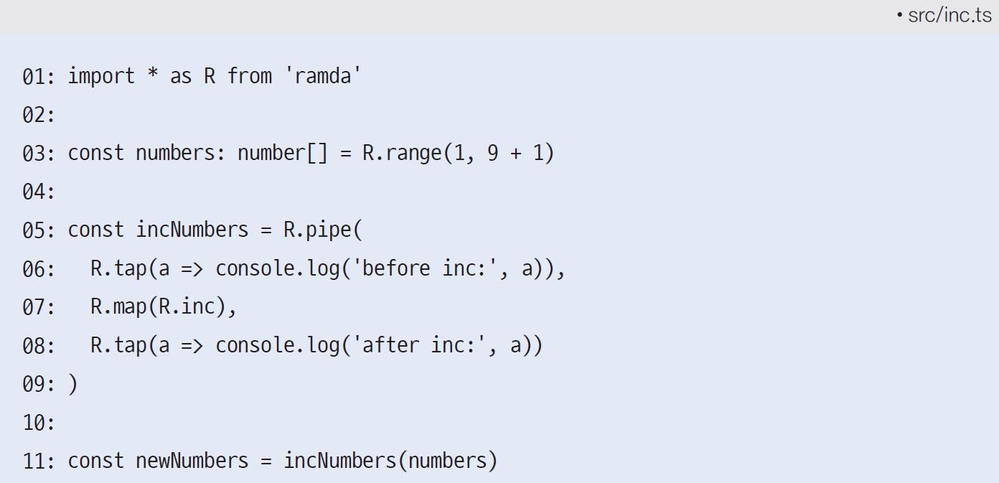 • src/inc.ts
01: import * as R from 'ramda'
02:
03: const numbers: number[] = R.range(1, 9 + 1)
04:
05: const incNumbers = R.pipe(
06:   R.tap(a => console.log('before inc:', a)),
07:   R.map(R.inc),
08:   R.tap(a => console.log('after inc:', a))
09: )
10:
11: const newNumbers = incNumbers(numbers)